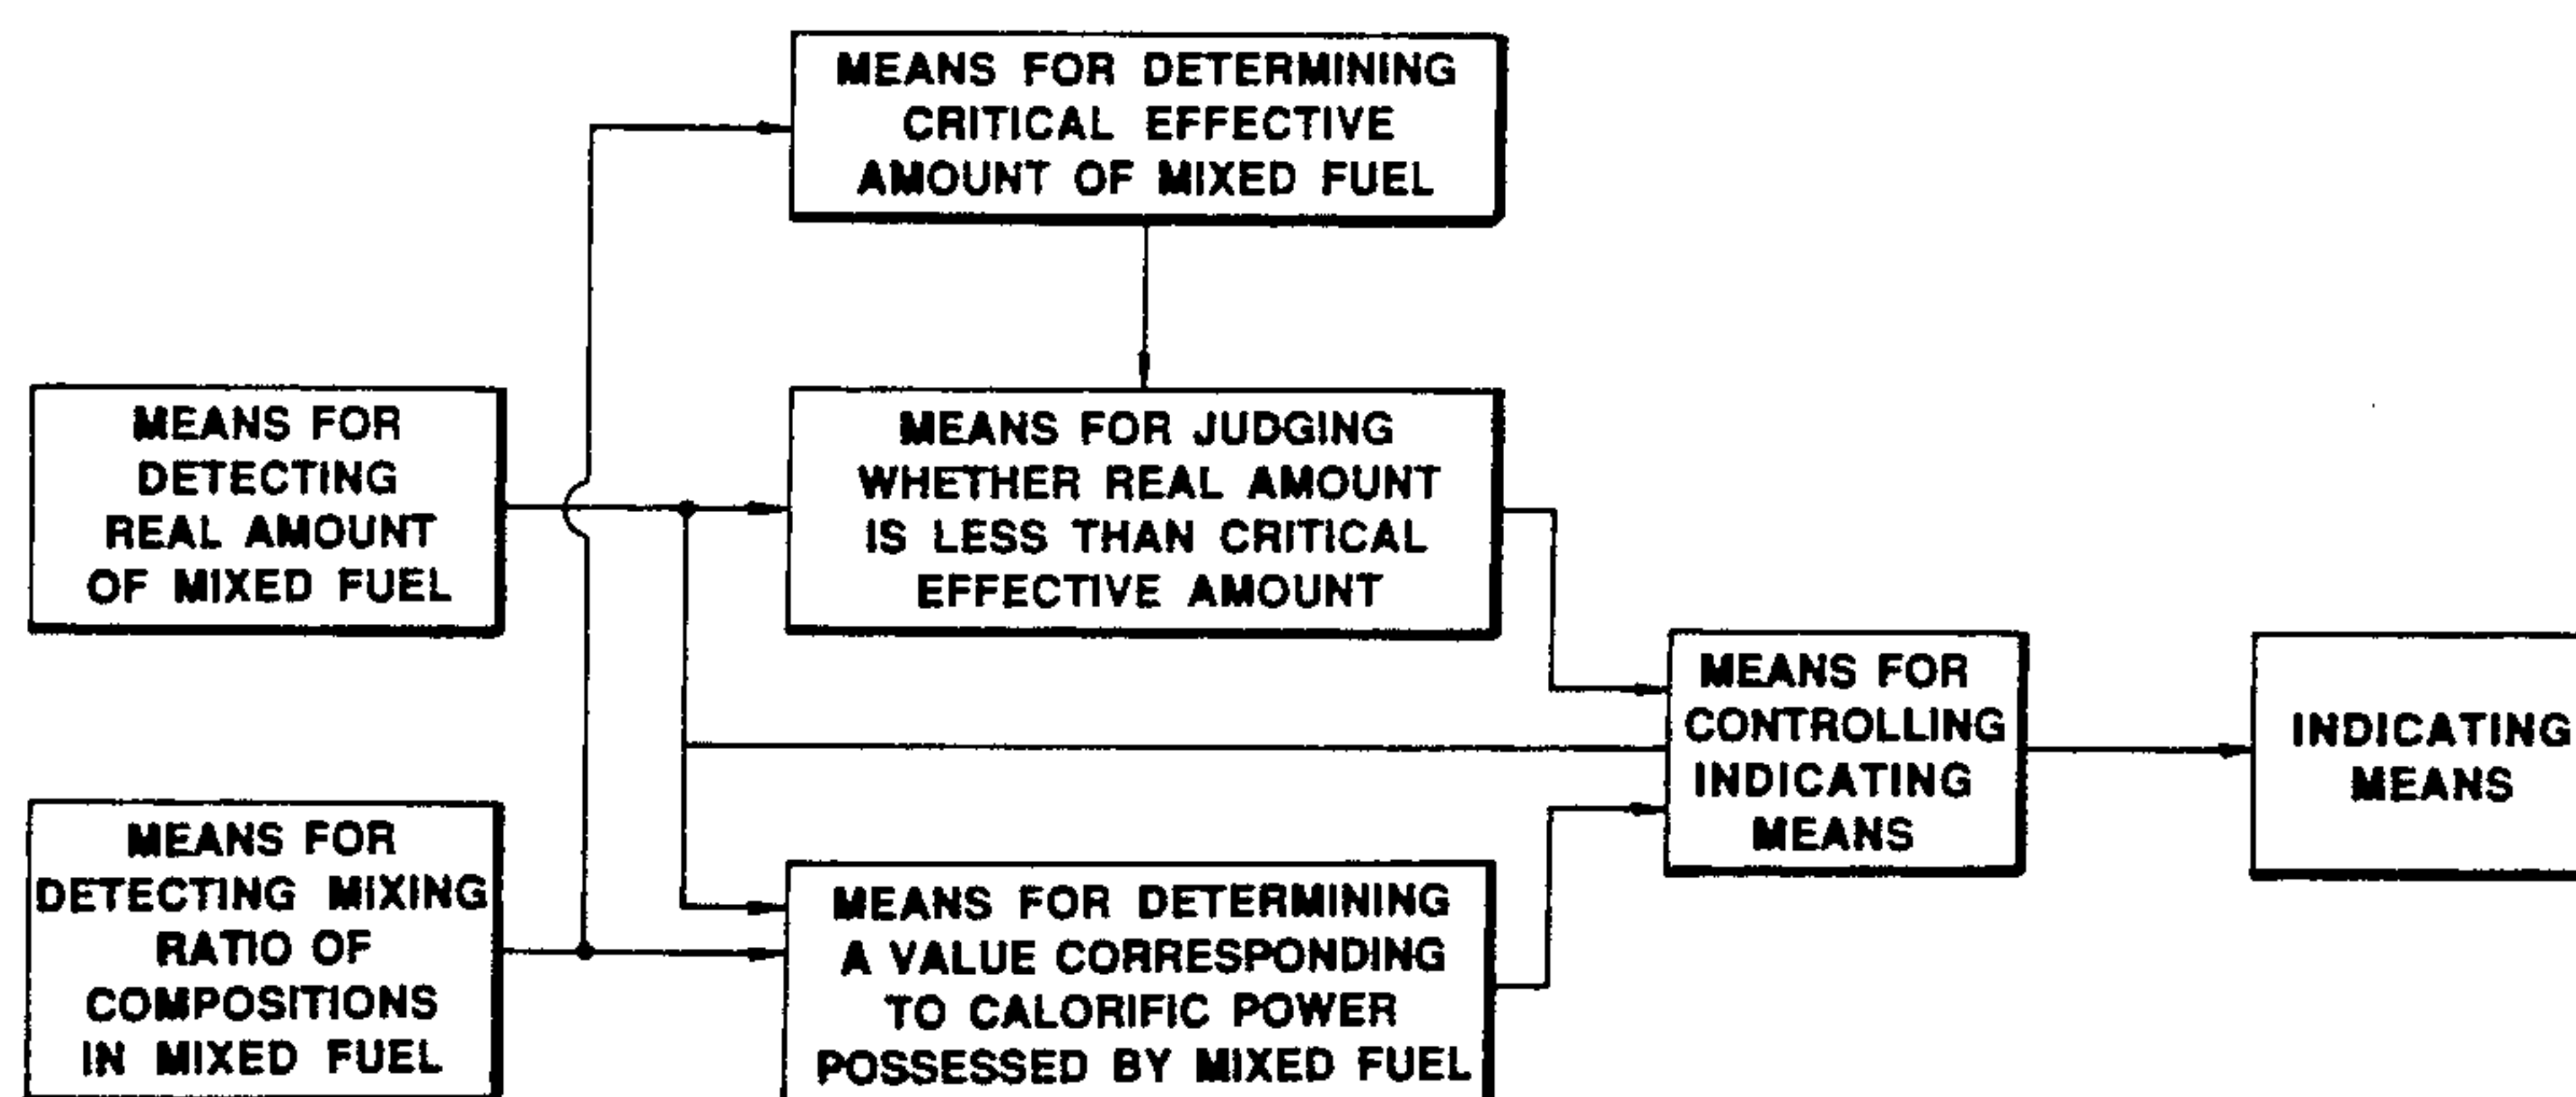 MEANS FOR DETERMINING
CRITICAL EFFECTIVE
AMOUNT OF MIXED FUEL
MEANS FOR
DETECTING
REAL AMOUNT
OF MIXED FUEL
MEANS FOR JUDGING
WHETHER REAL AMOUNT
IS LESS THAN CRITICAL
EFFECTIVE AMOUNT
MEANS FOR
CONTROLLING
INDICATING
MEANS
INDICATING
MEANS
MEANS FOR
DETECTING MIXING
RATIO OF
COMPOSITIONS
IN MIXED FUEL
MEANS FOR DETERMINING
A VALUE CORRESPONDING
TO CALORIFIC POWER
POSSESSED BY MIXED FUEL